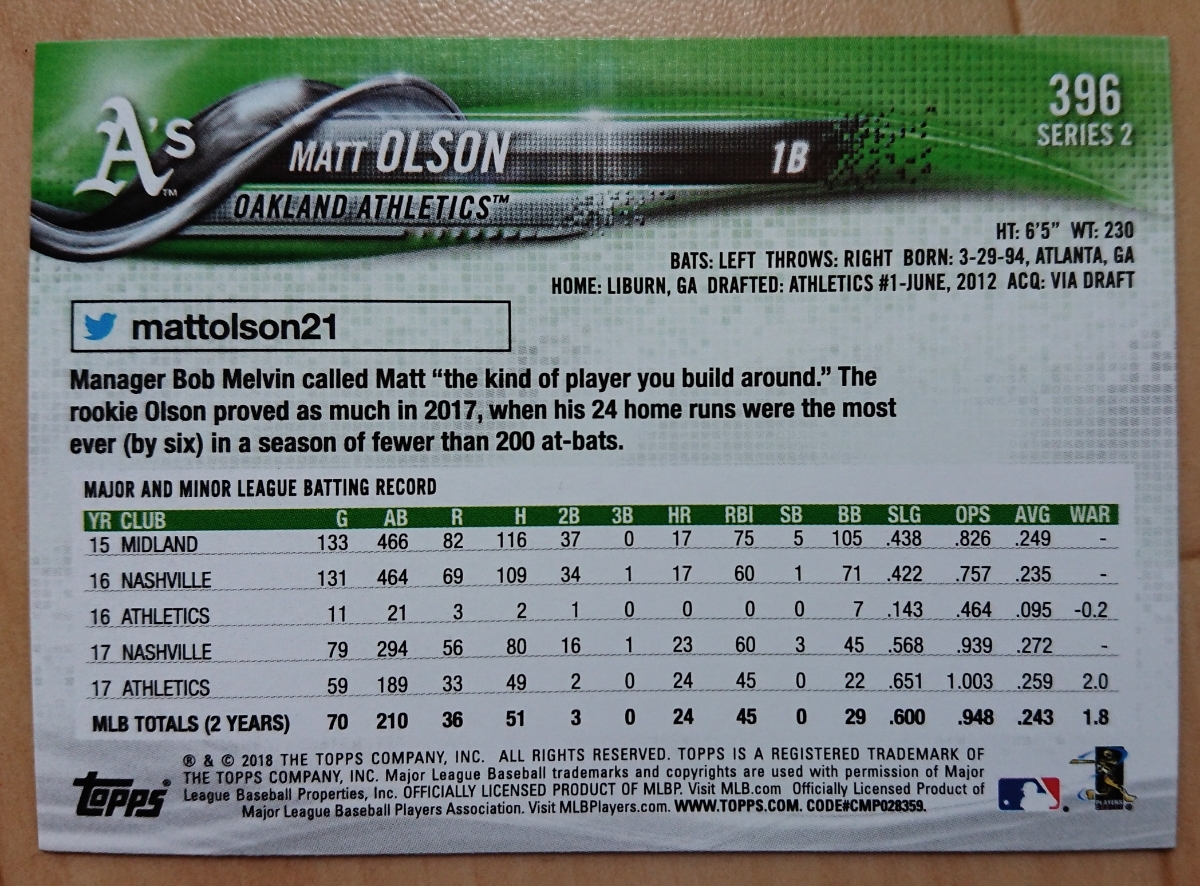 A's™
396
SERIES 2
MATT OLSON 1B
OAKLAND ATHLETICS™
HT: 6'5" WT: 230
BATS: LEFT THROWS: RIGHT BORN: 3-29-94, ATLANTA, GA
HOME: LIBURN, GA DRAFTED: ATHLETICS #1-JUNE, 2012 ACQ: VIA DRAFT
mattolson21
Manager Bob Melvin called Matt “the kind of player you build around.” The
rookie Olson proved as much in 2017, when his 24 home runs were the most
ever (by six) in a season of fewer than 200 at-bats.
MAJOR AND MINOR LEAGUE BATTING RECORD
YR CLUB G AB R H 2B 3B HR RBI SB BB SLG OPS AVG WAR
15 MIDLAND 133 466 82 116 37 0 17 75 5 105 .438 .826 .249 -
16 NASHVILLE 131 464 69 109 34 1 17 60 1 71 .422 .757 .235 -
16 ATHLETICS 11 21 3 2 1 0 0 0 0 7 .143 .464 .095 -0.2
17 NASHVILLE 79 294 56 80 16 1 23 60 3 45 .568 .939 .272 -
17 ATHLETICS 59 189 33 49 2 0 24 45 0 22 .651 1.003 .259 2.0
MLB TOTALS (2 YEARS) 70 210 36 51 3 0 24 45 0 29 .600 .948 .243 1.8
® & © 2018 THE TOPPS COMPANY, INC. ALL RIGHTS RESERVED. TOPPS IS A REGISTERED TRADEMARK OF
THE TOPPS COMPANY, INC. Major League Baseball trademarks and copyrights are used with permission of Major
League Baseball Properties, Inc. OFFICIALLY LICENSED PRODUCT OF MLBP. Visit MLB.com Officially Licensed Product of
Major League Baseball Players Association. Visit MLBPlayers.com. WWW.TOPPS.COM. CODE#CMP028359.
Topps®
PLAYERS